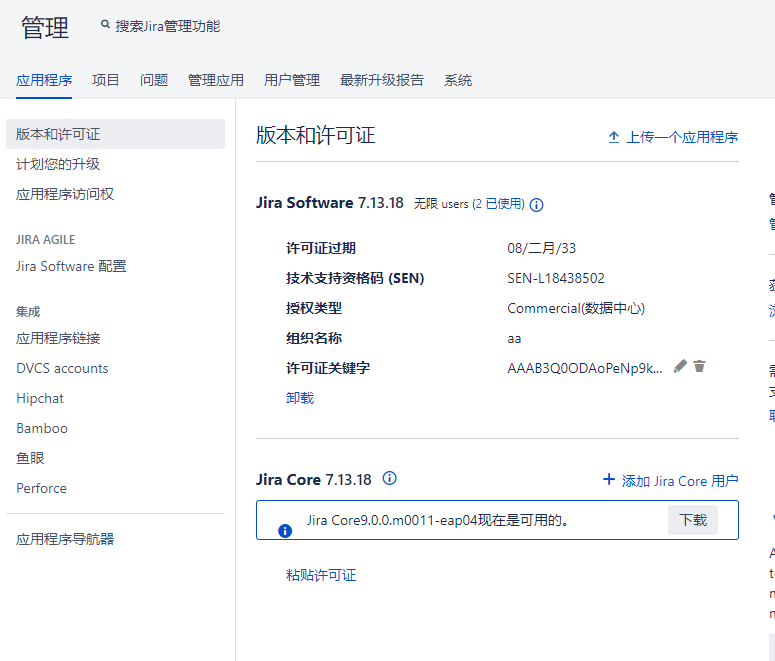 管理 搜索Jira管理功能
应用程序 项目 问题 管理应用 用户管理 最新升级报告 系统
版本和许可证
计划您的升级
应用程序访问权
JIRA AGILE
Jira Software 配置
集成
应用程序链接
DVCS accounts
Hipchat
Bamboo
鱼眼
Perforce
应用程序导航器
版本和许可证 上传一个应用程序
Jira Software 7.13.18 无限 users (2 已使用)
许可证过期 08/二月/33
技术支持资格码 (SEN) SEN-L18438502
授权类型 Commercial(数据中心)
组织名称 aa
许可证关键字 AAAB3Q0ODAoPeNp9k...
卸载
Jira Core 7.13.18 添加 Jira Core 用户
Jira Core9.0.0.m0011-eap04现在是可用的。 下载
粘贴许可证